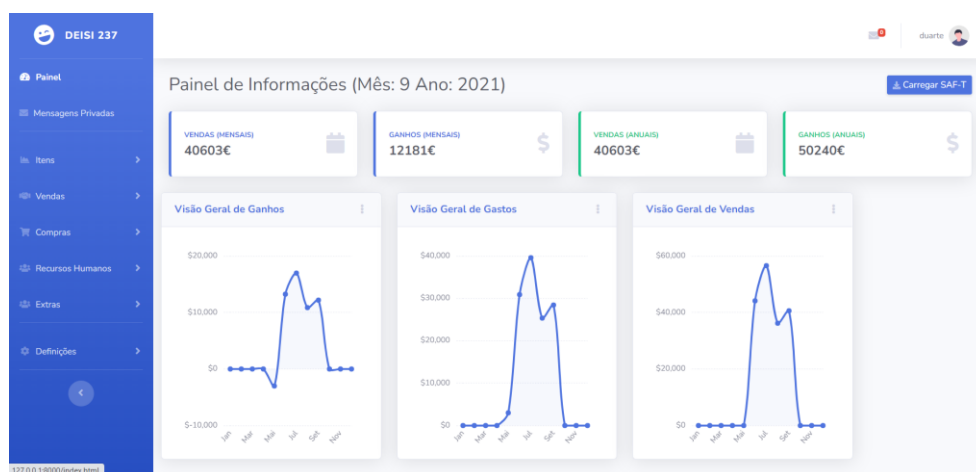 DEISI 237
0
duarte
Painel
Mensagens Privadas
Itens
Vendas
Compras
Recursos Humanos
Extras
Definições
Painel de Informações (Mês: 9 Ano: 2021)
Carregar SAF-T
VENDAS (MENSAIS)
40603€
GANHOS (MENSAIS)
12181€
VENDAS (ANUAIS)
40603€
GANHOS (ANUAIS)
50240€
Visão Geral de Ganhos
$20,000
$10,000
$0
$-10,000
Jan Mar Mai Jul Set Nov
Visão Geral de Gastos
$40,000
$30,000
$20,000
$10,000
$0
Jan Mar Mai Jul Set Nov
Visão Geral de Vendas
$60,000
$40,000
$20,000
$0
Jan Mar Mai Jul Set Nov
127.0.0.1:8000/index.html